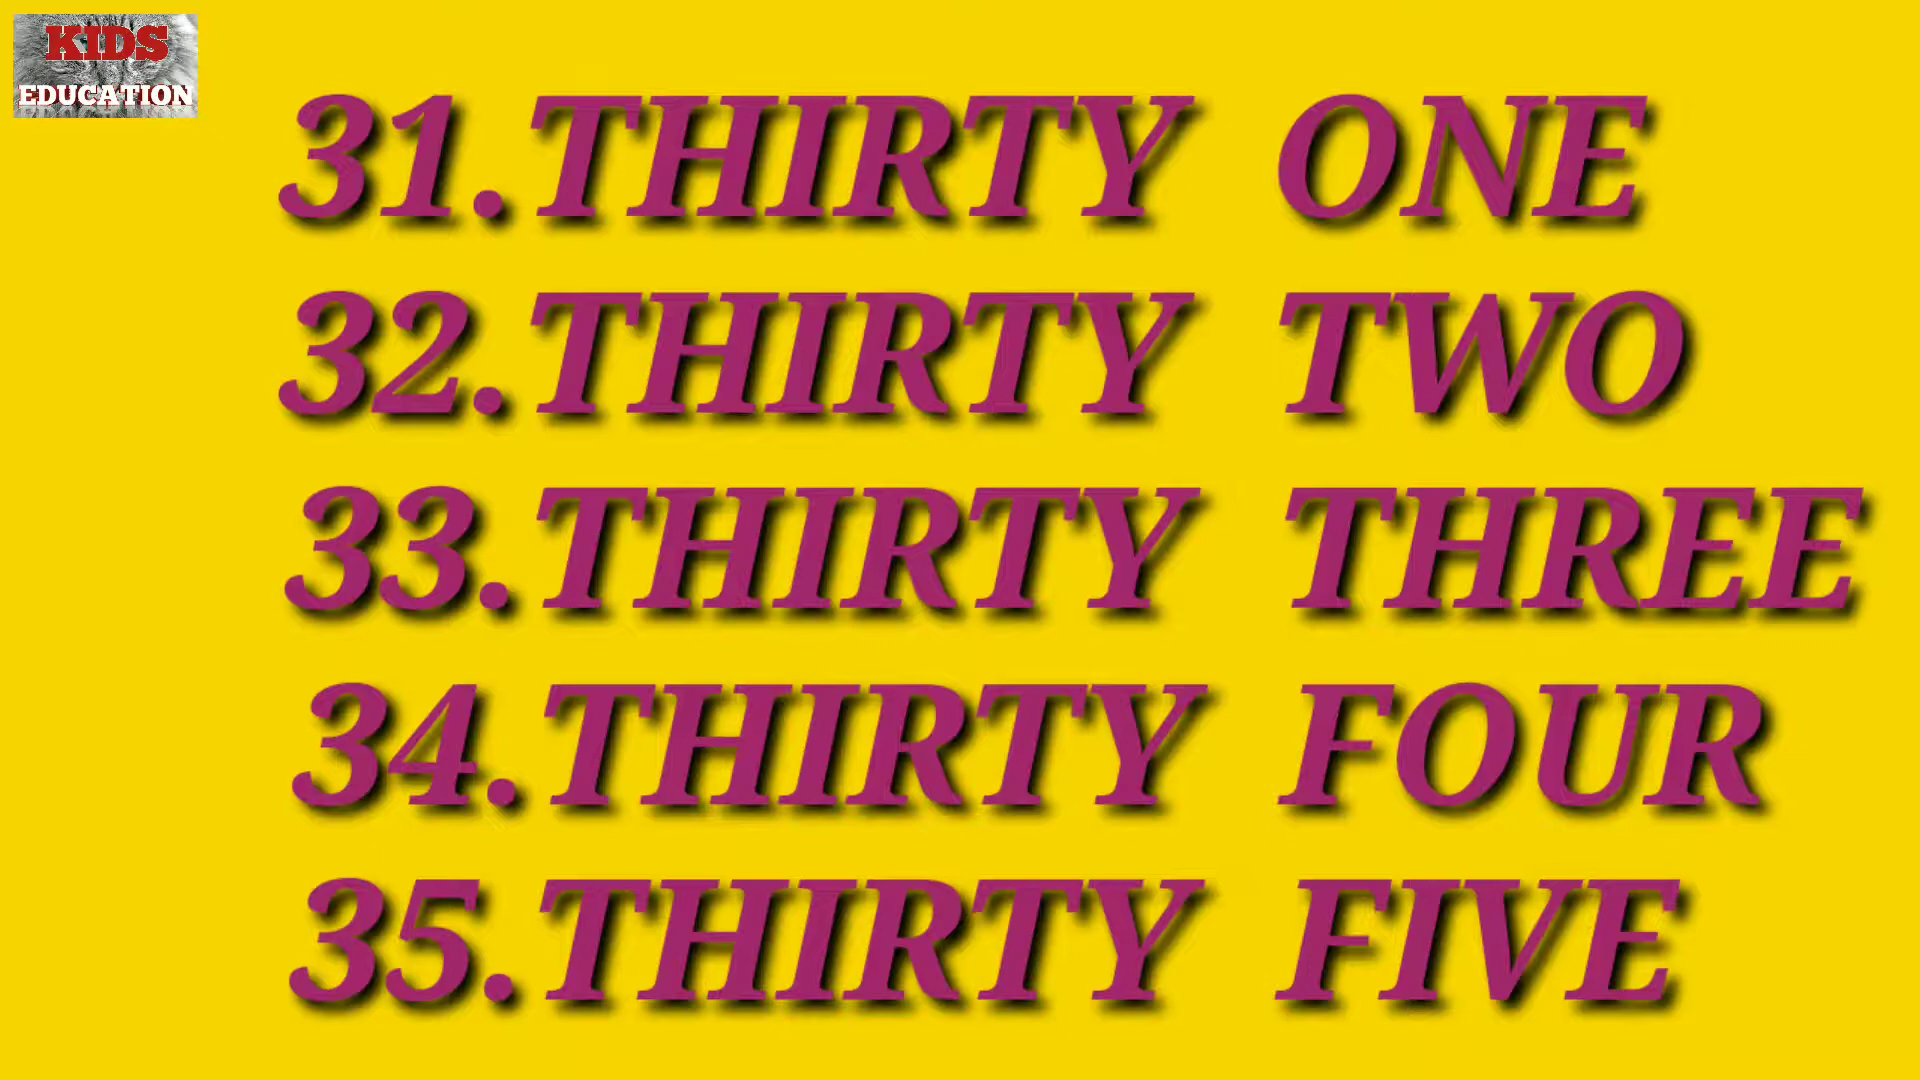 KIDS
EDUCATION
31.THIRTY ONE
32.THIRTY TWO
33.THIRTY THREE
34.THIRTY FOUR
35.THIRTY FIVE